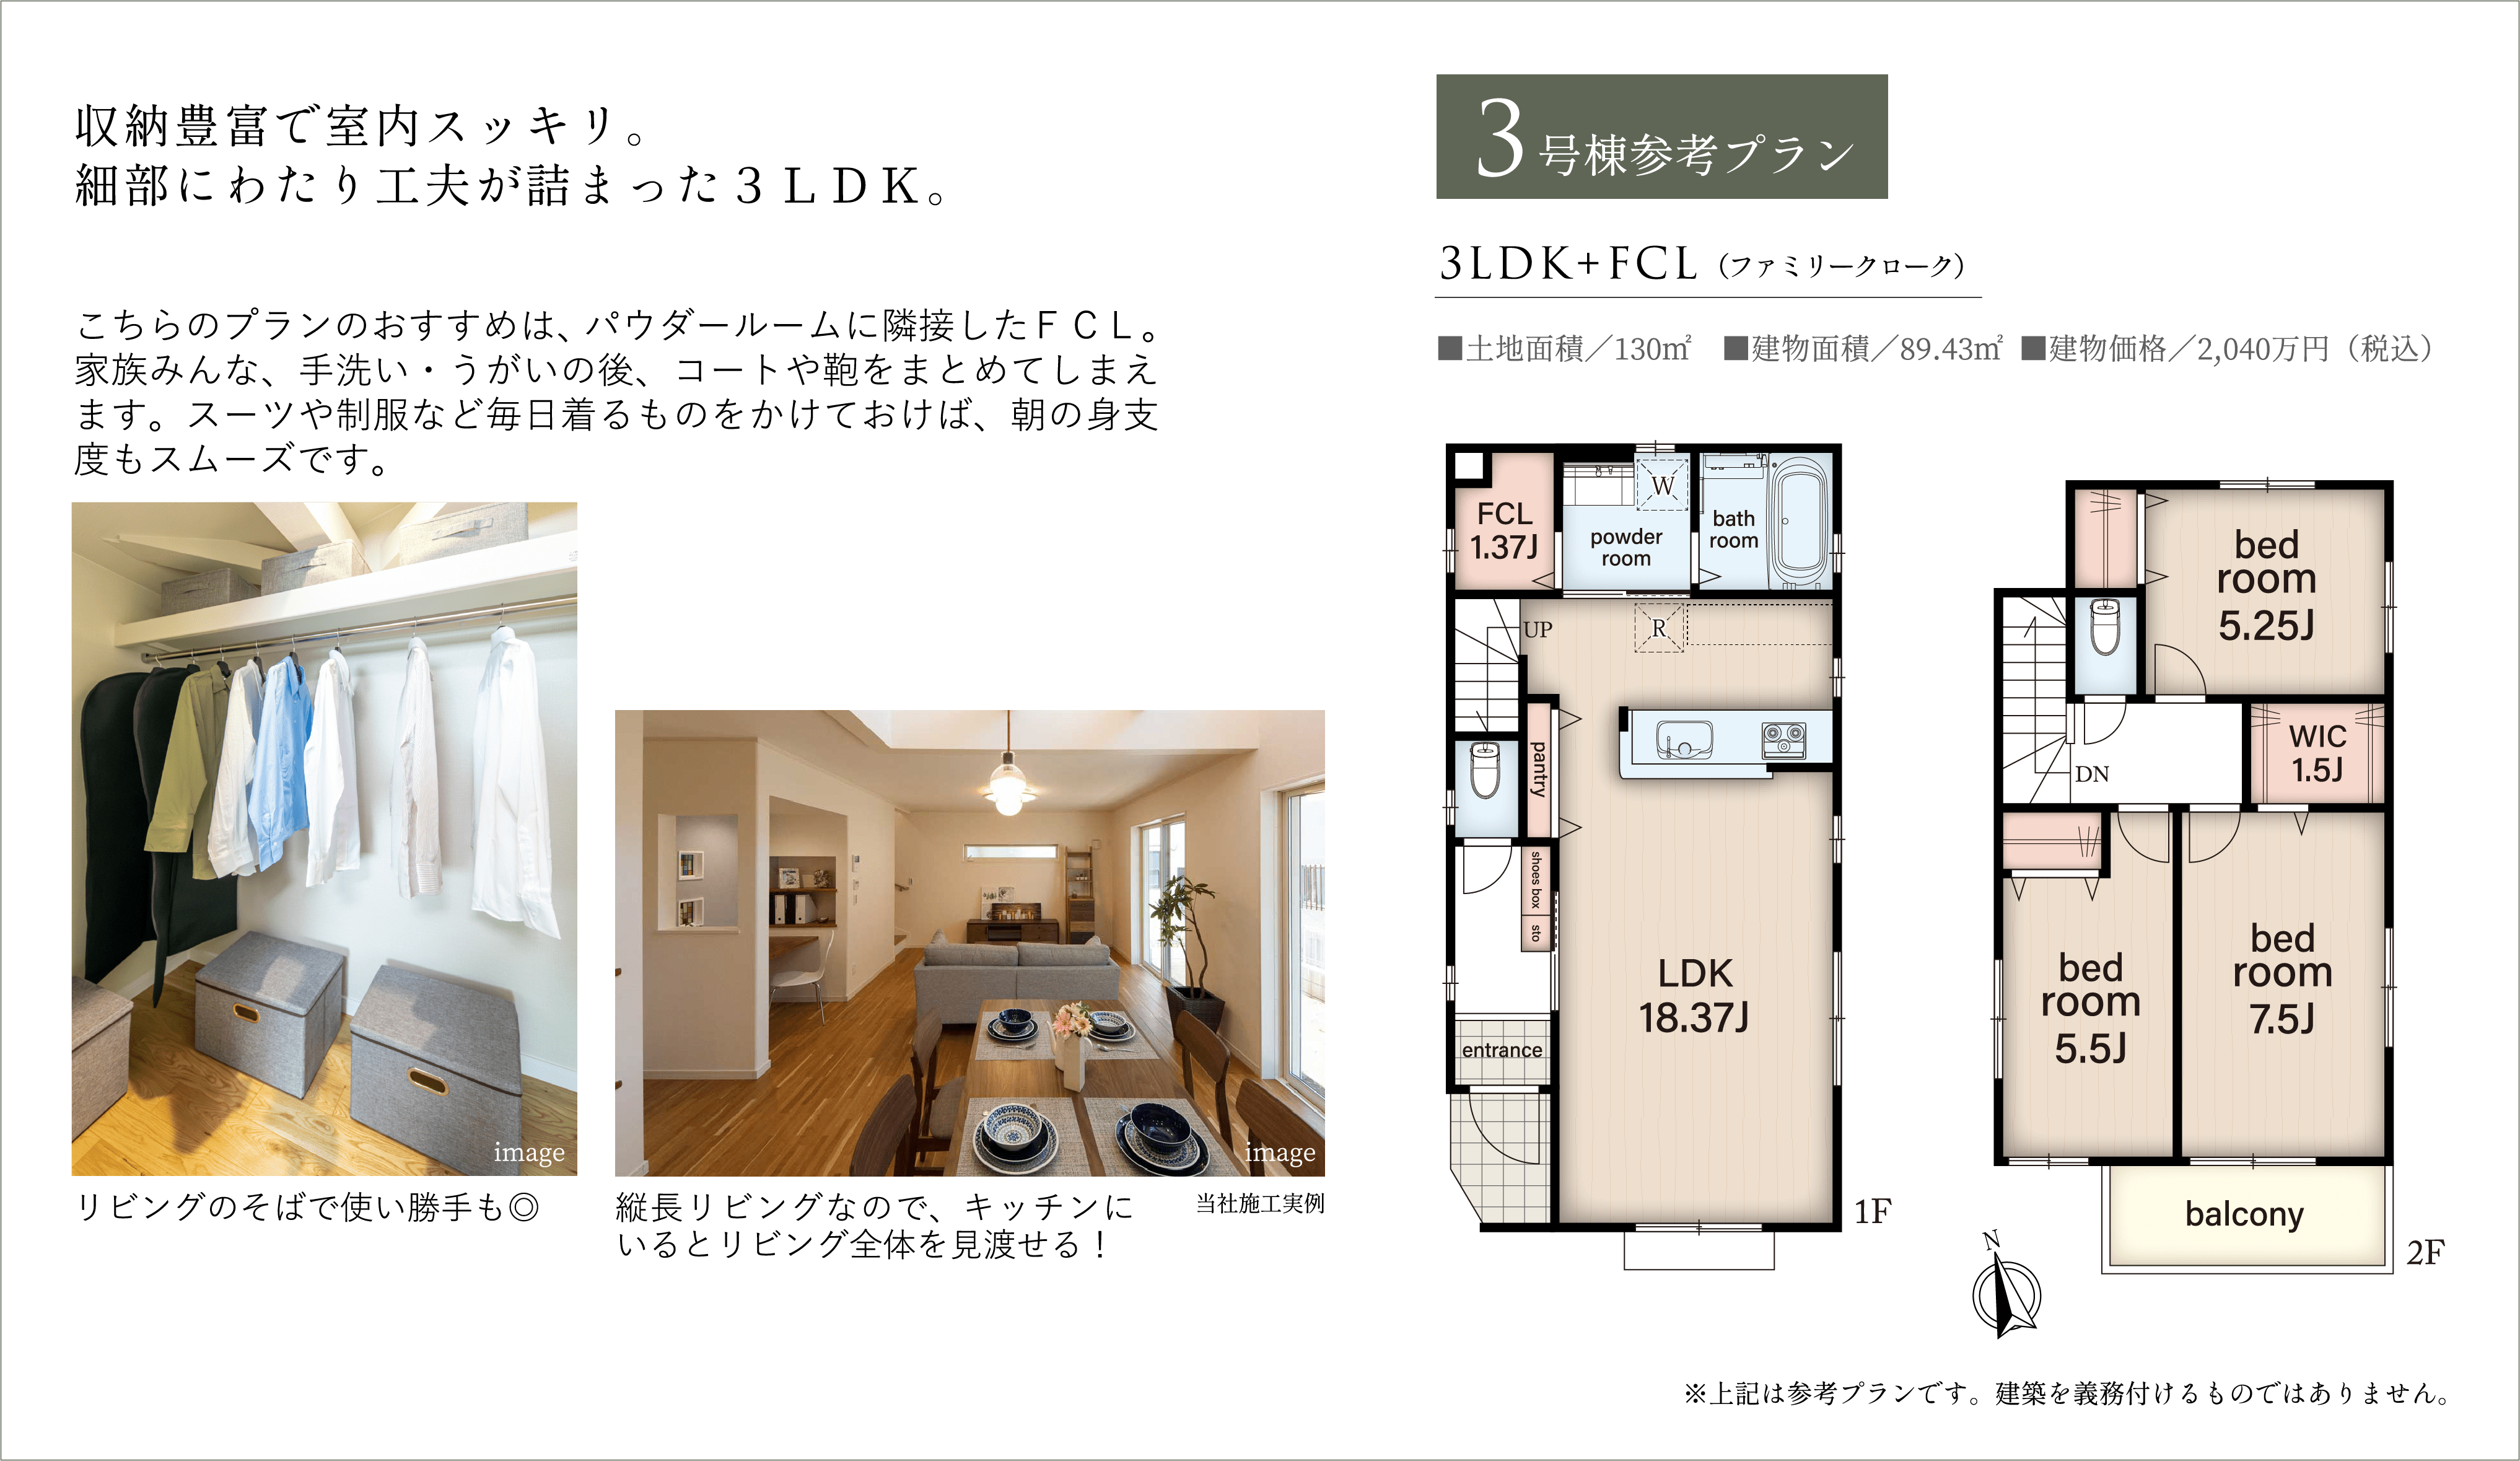 収納豊富で室内スッキリ。
細部にわたり工夫が詰まった３ＬＤＫ。
こちらのプランのおすすめは、パウダールームに隣接したＦＣＬ。
家族みんな、手洗い・うがいの後、コートや鞄をまとめてしまえ
ます。スーツや制服など毎日着るものをかけておけば、朝の身支
度もスムーズです。
image
リビングのそばで使い勝手も◎
image
縦長リビングなので、キッチンに
いるとリビング全体を見渡せる！
当社施工実例
3号棟参考プラン
3LDK+FCL（ファミリークローク）
■土地面積／130㎡ ■建物面積／89.43㎡ ■建物価格／2,040万円（税込）
FCL
1.37J
powder
room
W
bath
room
UP
R
pantry
shoes box
sto
LDK
18.37J
entrance
1F
bed
room
5.25J
WIC
1.5J
DN
bed
room
5.5J
bed
room
7.5J
balcony
2F
N
※上記は参考プランです。建築を義務付けるものではありません。